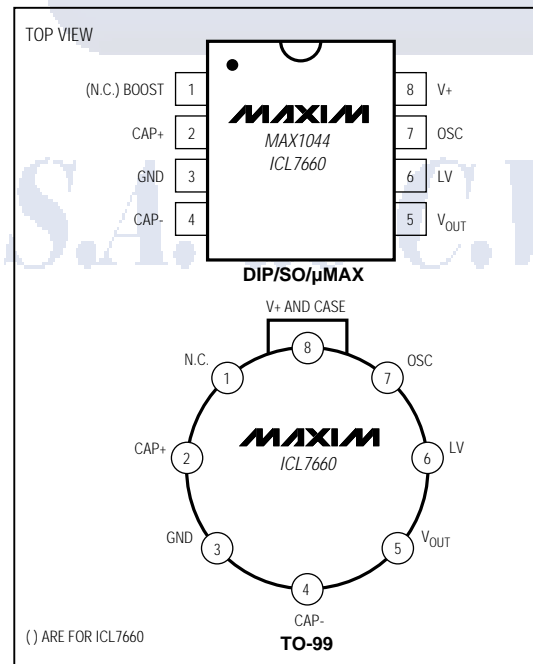 TOP VIEW
(N.C.) BOOST 1
8 V+
CAP+ 2
7 OSC
GND 3
6 LV
CAP- 4
5 VOUT
MAXIM
MAX1044
ICL7660
DIP/SO/µMAX
V+ AND CASE
8
N.C. 1
7 OSC
CAP+ 2
MAXIM
ICL7660
6 LV
GND 3
5 VOUT
4
CAP-
TO-99
( ) ARE FOR ICL7660